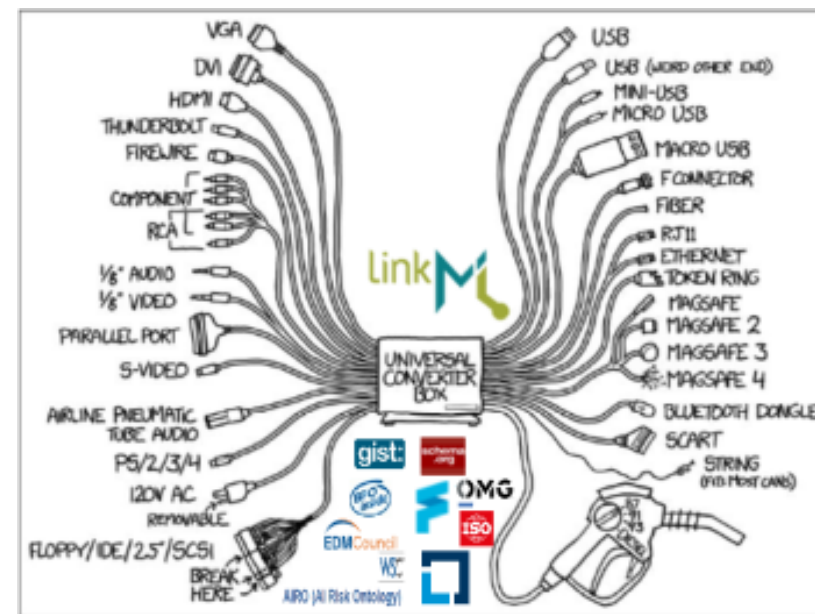 VGA
DVI
HDMI
THUNDERBOLT
FIREWIRE
COMPONENT
RCA
⅛" AUDIO
⅛" VIDEO
PARALLEL PORT
S-VIDEO
AIRLINE PNEUMATIC
TUBE AUDIO
PS/2/3/4
120V AC
REMOVABLE
FLOPPY/IDE/2.5"/SCSI
BREAK
HERE
linkMl
UNIVERSAL
CONVERTER
BOX
gist:
schema
.org
OMG
ISO
EDMCouncil
AIRO (AI Risk Ontology)
USB
USB (WEIRD OTHER END)
MINI-USB
MICRO USB
MACRO USB
F CONNECTOR
FIBER
RJ11
ETHERNET
TOKEN RING
MAGSAFE
MAGSAFE 2
MAGSAFE 3
MAGSAFE 4
BLUETOOTH DONGLE
SCART
STRING
(FITS MOST CANS)
87
91
93